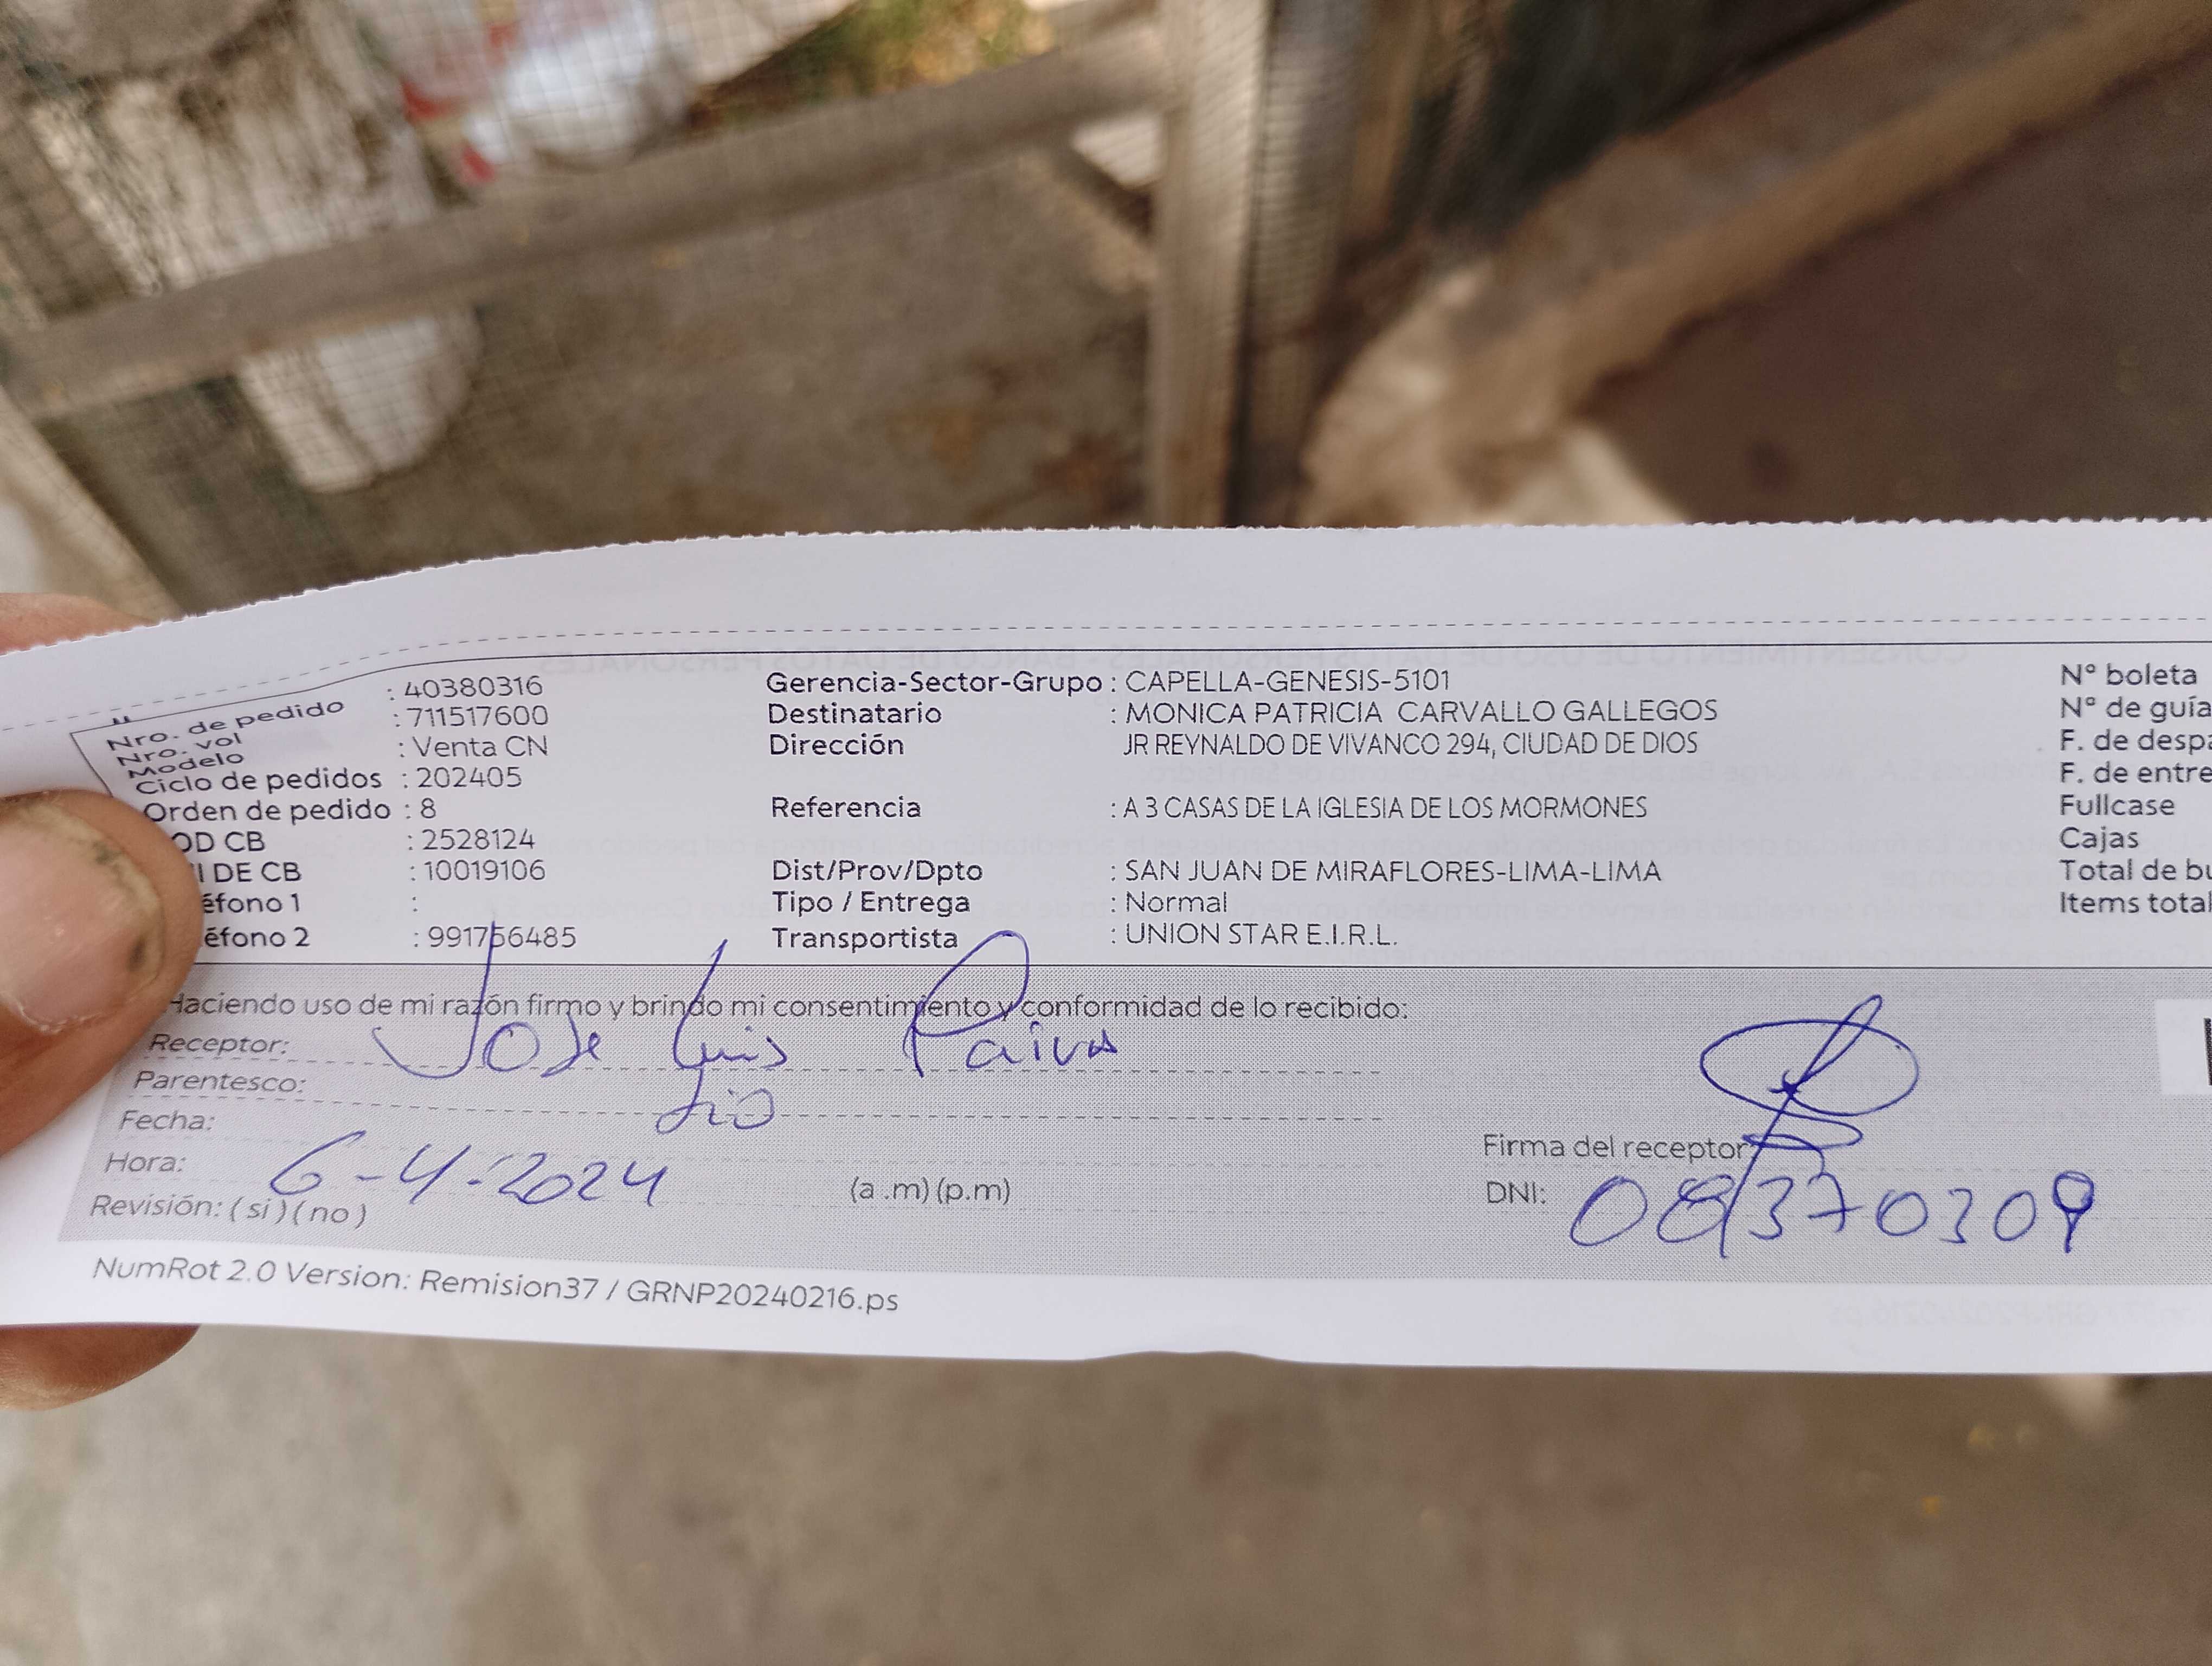 Nro. de pedido : 40380316 Gerencia-Sector-Grupo : CAPELLA-GENESIS-5101 N° boleta
Nro. vol : 711517600 Destinatario : MONICA PATRICIA CARVALLO GALLEGOS N° de guía
Modelo : Venta CN Dirección JR REYNALDO DE VIVANCO 294, CIUDAD DE DIOS F. de despa
Ciclo de pedidos : 202405 F. de entre
Orden de pedido : 8 Referencia : A 3 CASAS DE LA IGLESIA DE LOS MORMONES Fullcase
OD CB : 2528124 Cajas
I DE CB : 10019106 Dist/Prov/Dpto : SAN JUAN DE MIRAFLORES-LIMA-LIMA Total de bu
éfono 1 : Tipo / Entrega : Normal Items total
éfono 2 : 991756485 Transportista : UNION STAR E.I.R.L.
Haciendo uso de mi razón firmo y brindo mi consentimiento y conformidad de lo recibido:
Receptor: Jose Luis Paiva
Parentesco: Tio
Fecha: 6-4-2024
Firma del receptor
Hora: (a .m) (p.m)
DNI: 08370309
Revisión: ( si ) ( no )
NumRot 2.0 Version: Remision37 / GRNP20240216.ps